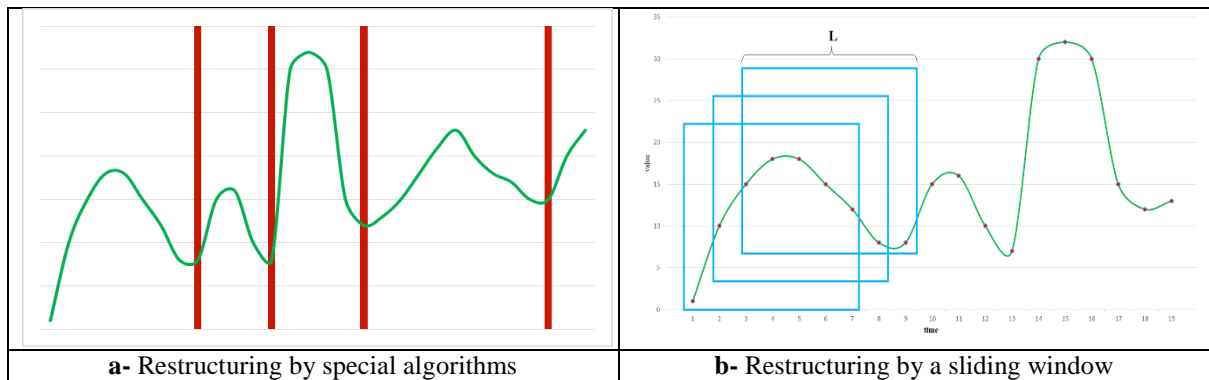 L
35
30
25
20
15
10
5
0
value
1 2 3 4 5 6 7 8 9 10 11 12 13 14 15 16 17 18 19
time
a- Restructuring by special algorithms
b- Restructuring by a sliding window